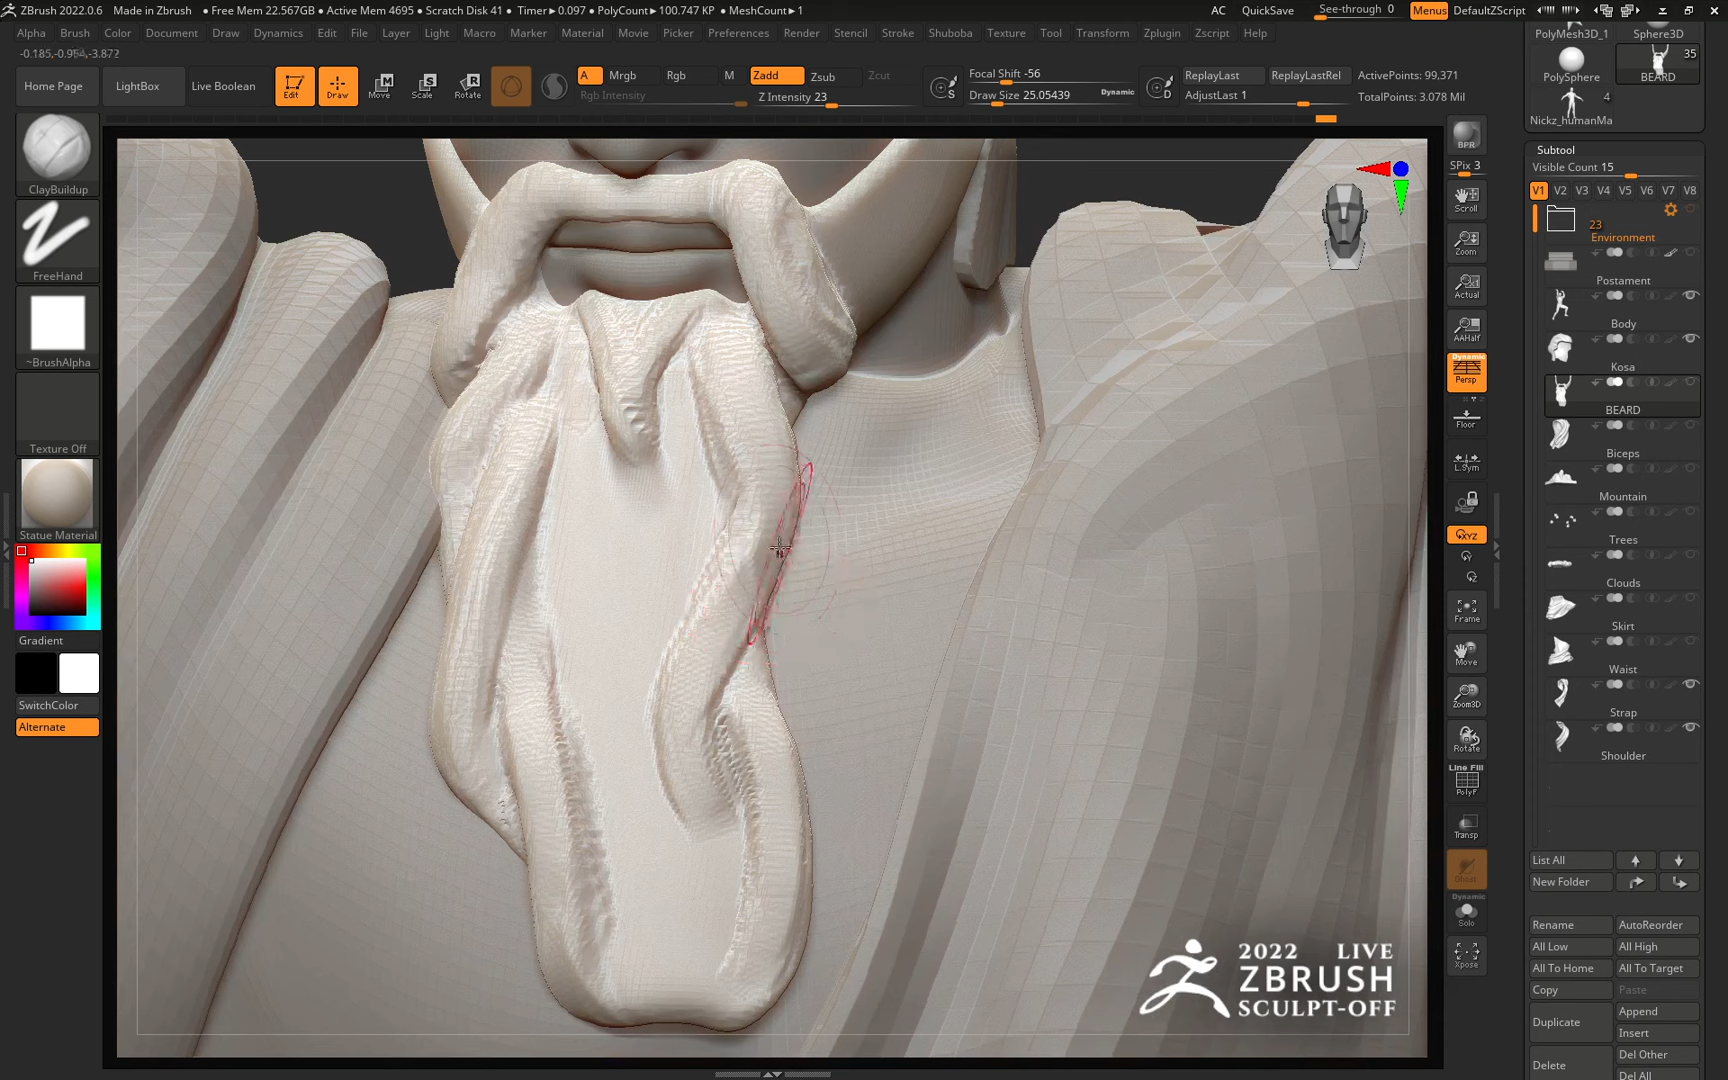 ZBrush 2022.0.6 Made in Zbrush • Free Mem 22.567GB • Active Mem 4695 • Scratch Disk 41 • Timer▸0.097 • PolyCount▸100.747 KP • MeshCount▸1
AC QuickSave See-through 0 Menus DefaultZScript
Alpha Brush Color Document Draw Dynamics Edit File Layer Light Macro Marker Material Movie Picker Preferences Render Stencil Stroke Shuboba Texture Tool Transform Zplugin Zscript Help
Home Page LightBox Live Boolean
Edit Draw Move Scale Rotate
A Mrgb Rgb M Zadd Zsub Zcut
Rgb Intensity Z Intensity 23
S
Focal Shift -56
Draw Size 25.05439 Dynamic
D
ReplayLast ReplayLastRel
AdjustLast 1
ActivePoints: 99,371
TotalPoints: 3.078 Mil
PolyMesh3D_1 Sphere3D
35
PolySphere BEARD
4
Nickz_humanMa
ClayBuildup
FreeHand
~BrushAlpha
Texture Off
Statue Material
Gradient
SwitchColor
Alternate
BPR
SPix 3
Scroll
Zoom
Actual
AAHalf
Dynamic
Persp
Floor
L.Sym
XYZ
Y
Z
Frame
Move
Zoom3D
Rotate
Line Fill
PolyF
Transp
Ghost
Dynamic
Solo
Xpose
Subtool
Visible Count 15
V1 V2 V3 V4 V5 V6 V7 V8
23
Environment
Postament
Body
Kosa
BEARD
Biceps
Mountain
Trees
Clouds
Skirt
Waist
Strap
Shoulder
List All
New Folder
Rename AutoReorder
All Low All High
All To Home All To Target
Copy Paste
Duplicate Append
Insert
Delete Del Other
Del All
2022 LIVE
ZBRUSH
SCULPT-OFF